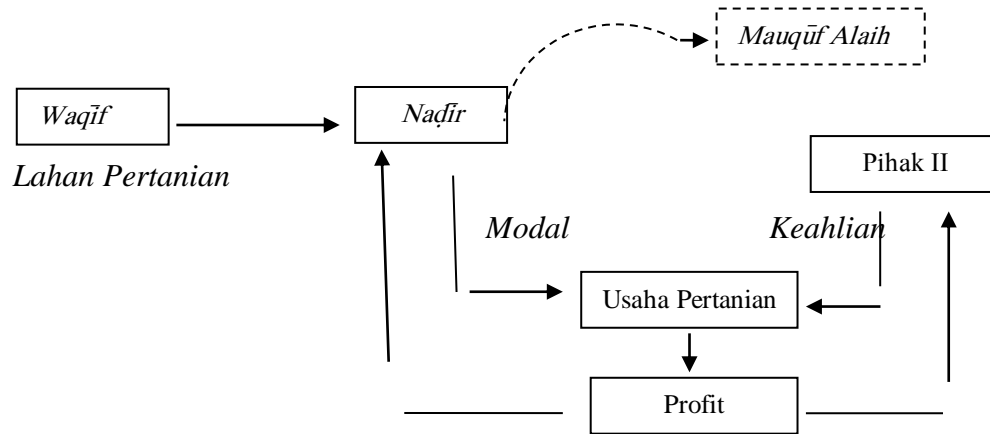 Mauqūf Alaih
Waqīf
Naḍīr
Lahan Pertanian
Pihak II
Modal
Keahlian
Usaha Pertanian
Profit